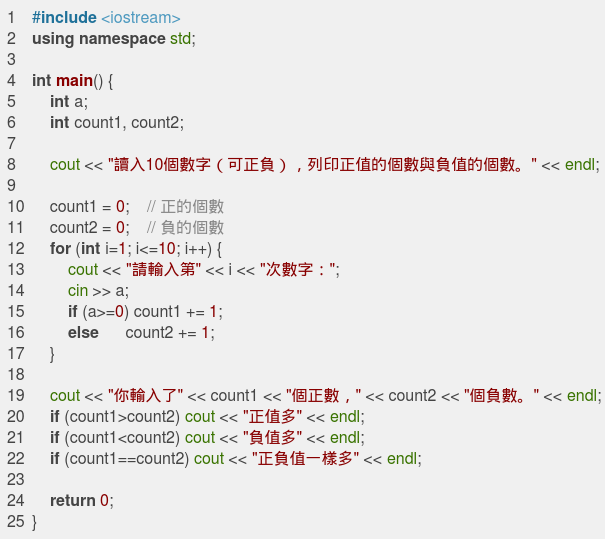 1 #include <iostream>
2 using namespace std;
3
4 int main() {
5 int a;
6 int count1, count2;
7
8 cout << "讀入10個數字（可正負），列印正值的個數與負值的個數。" << endl;
9
10 count1 = 0; // 正的個數
11 count2 = 0; // 負的個數
12 for (int i=1; i<=10; i++) {
13 cout << "請輸入第" << i << "次數字：";
14 cin >> a;
15 if (a>=0) count1 += 1;
16 else count2 += 1;
17 }
18
19 cout << "你輸入了" << count1 << "個正數，" << count2 << "個負數。" << endl;
20 if (count1>count2) cout << "正值多" << endl;
21 if (count1<count2) cout << "負值多" << endl;
22 if (count1==count2) cout << "正負值一樣多" << endl;
23
24 return 0;
25 }